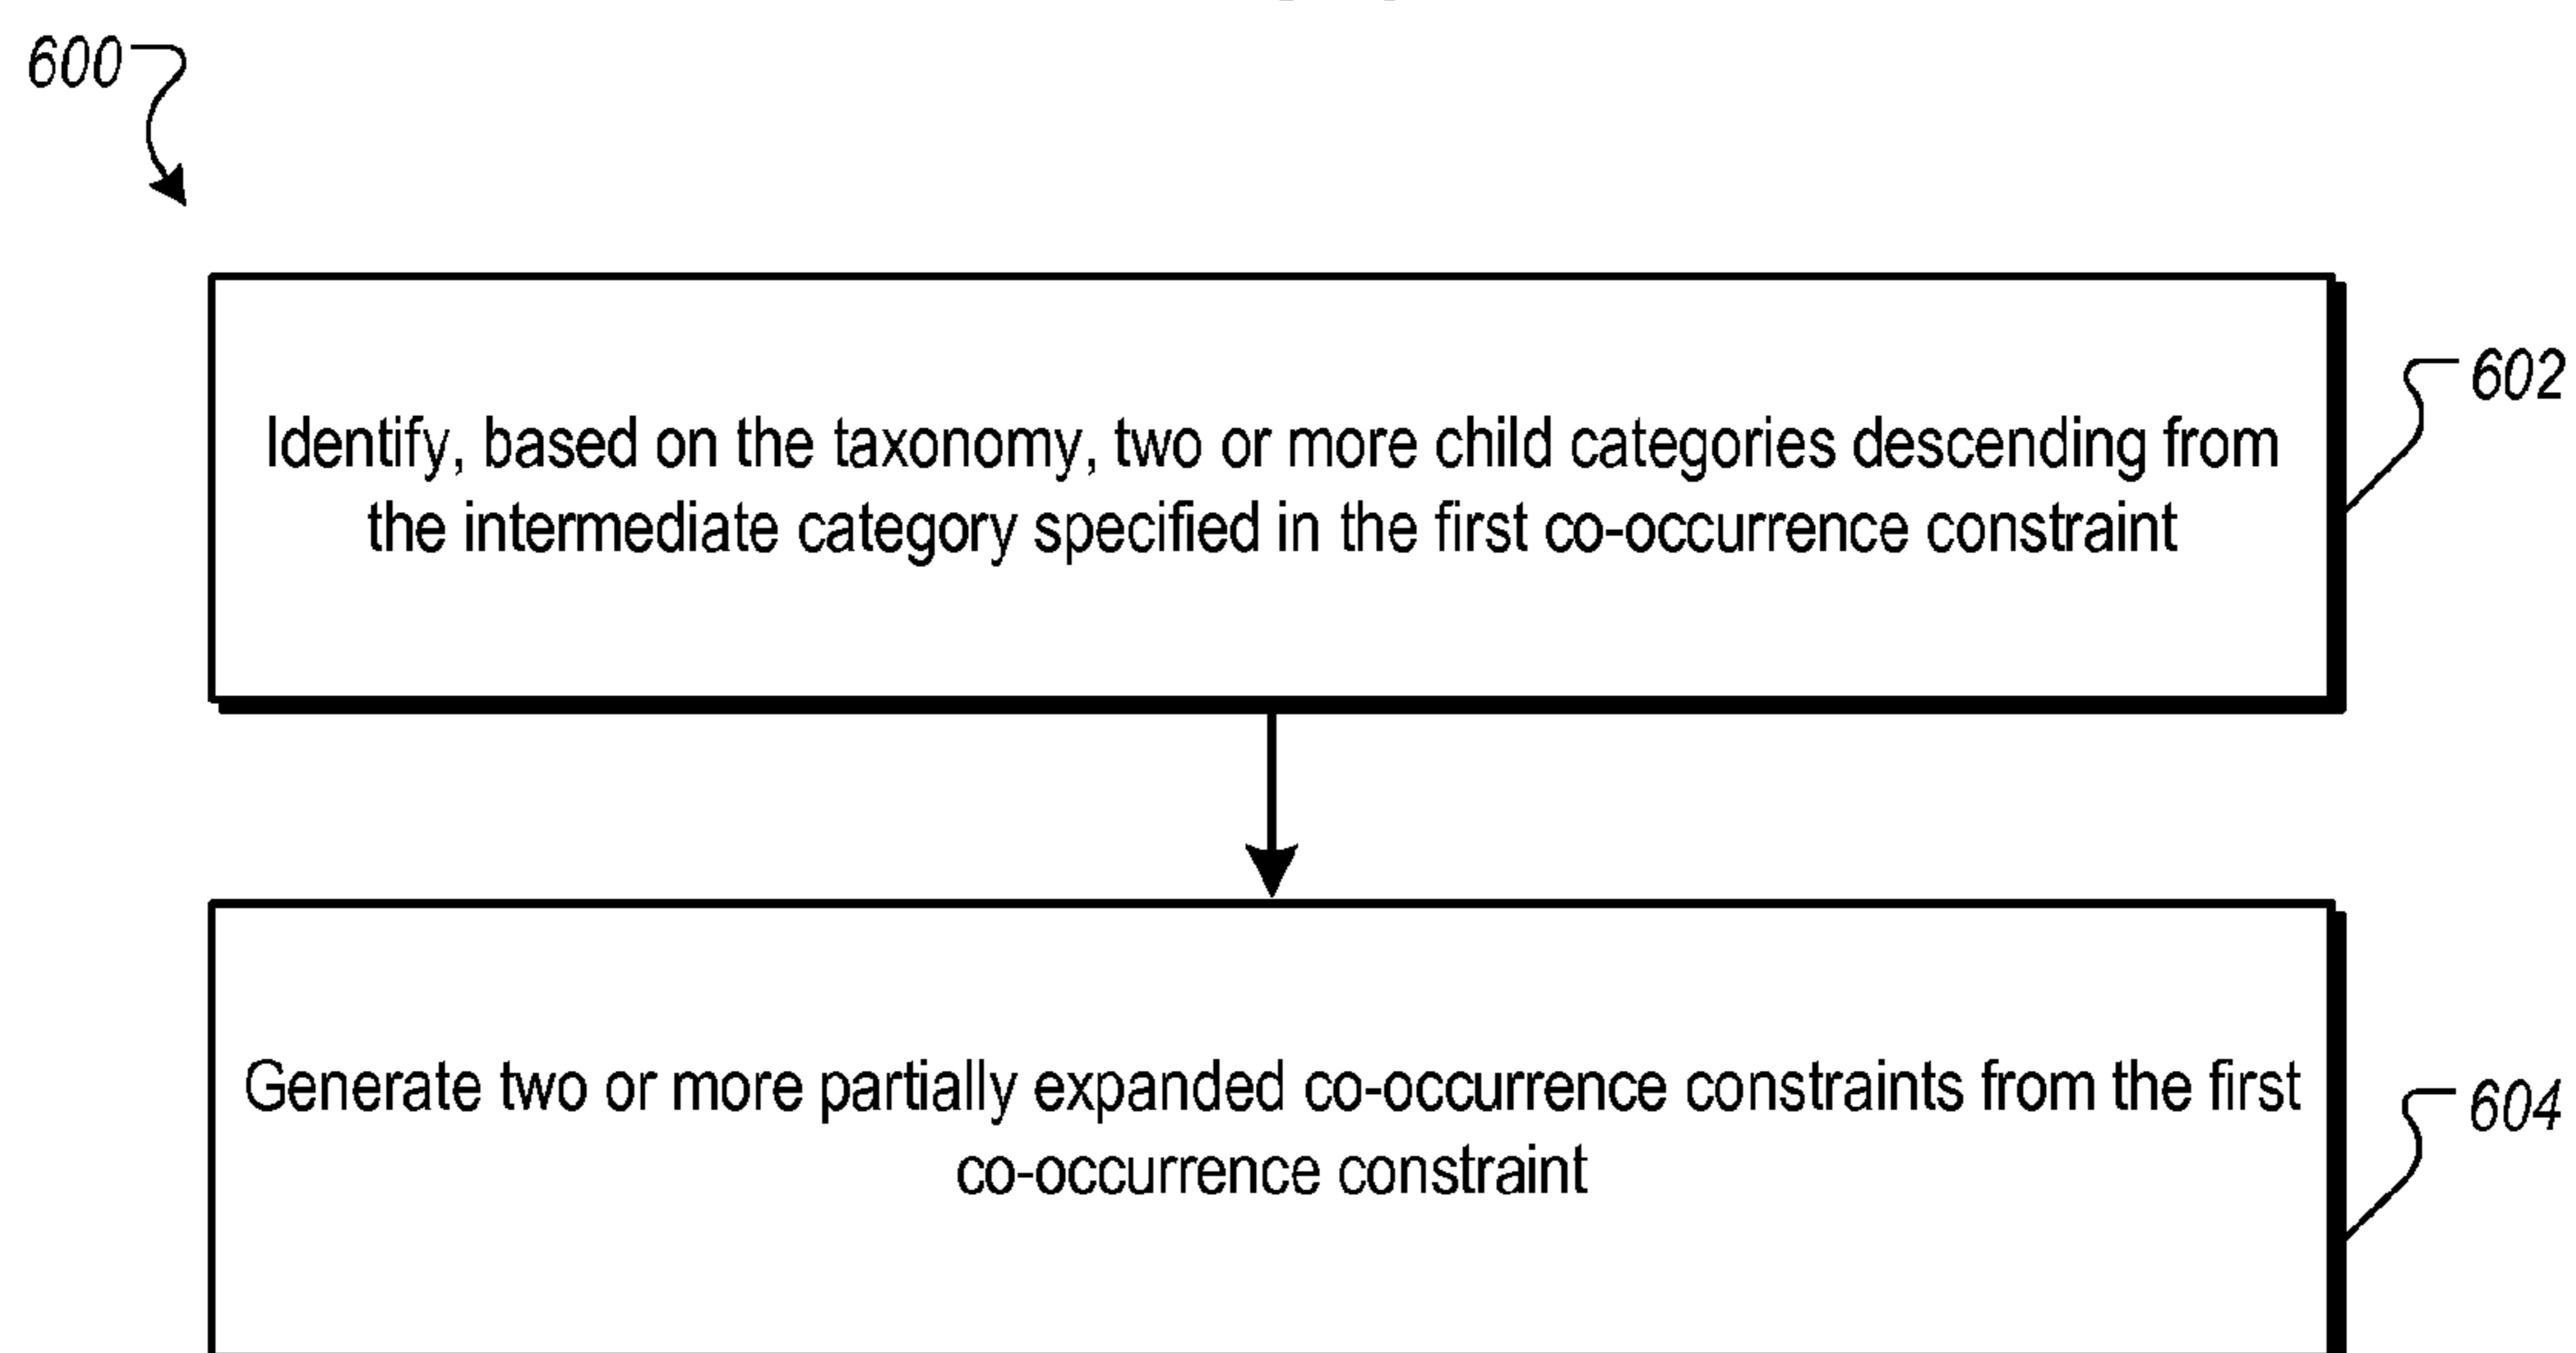 600
Identify, based on the taxonomy, two or more child categories descending from
the intermediate category specified in the first co-occurrence constraint
602
Generate two or more partially expanded co-occurrence constraints from the first
co-occurrence constraint
604